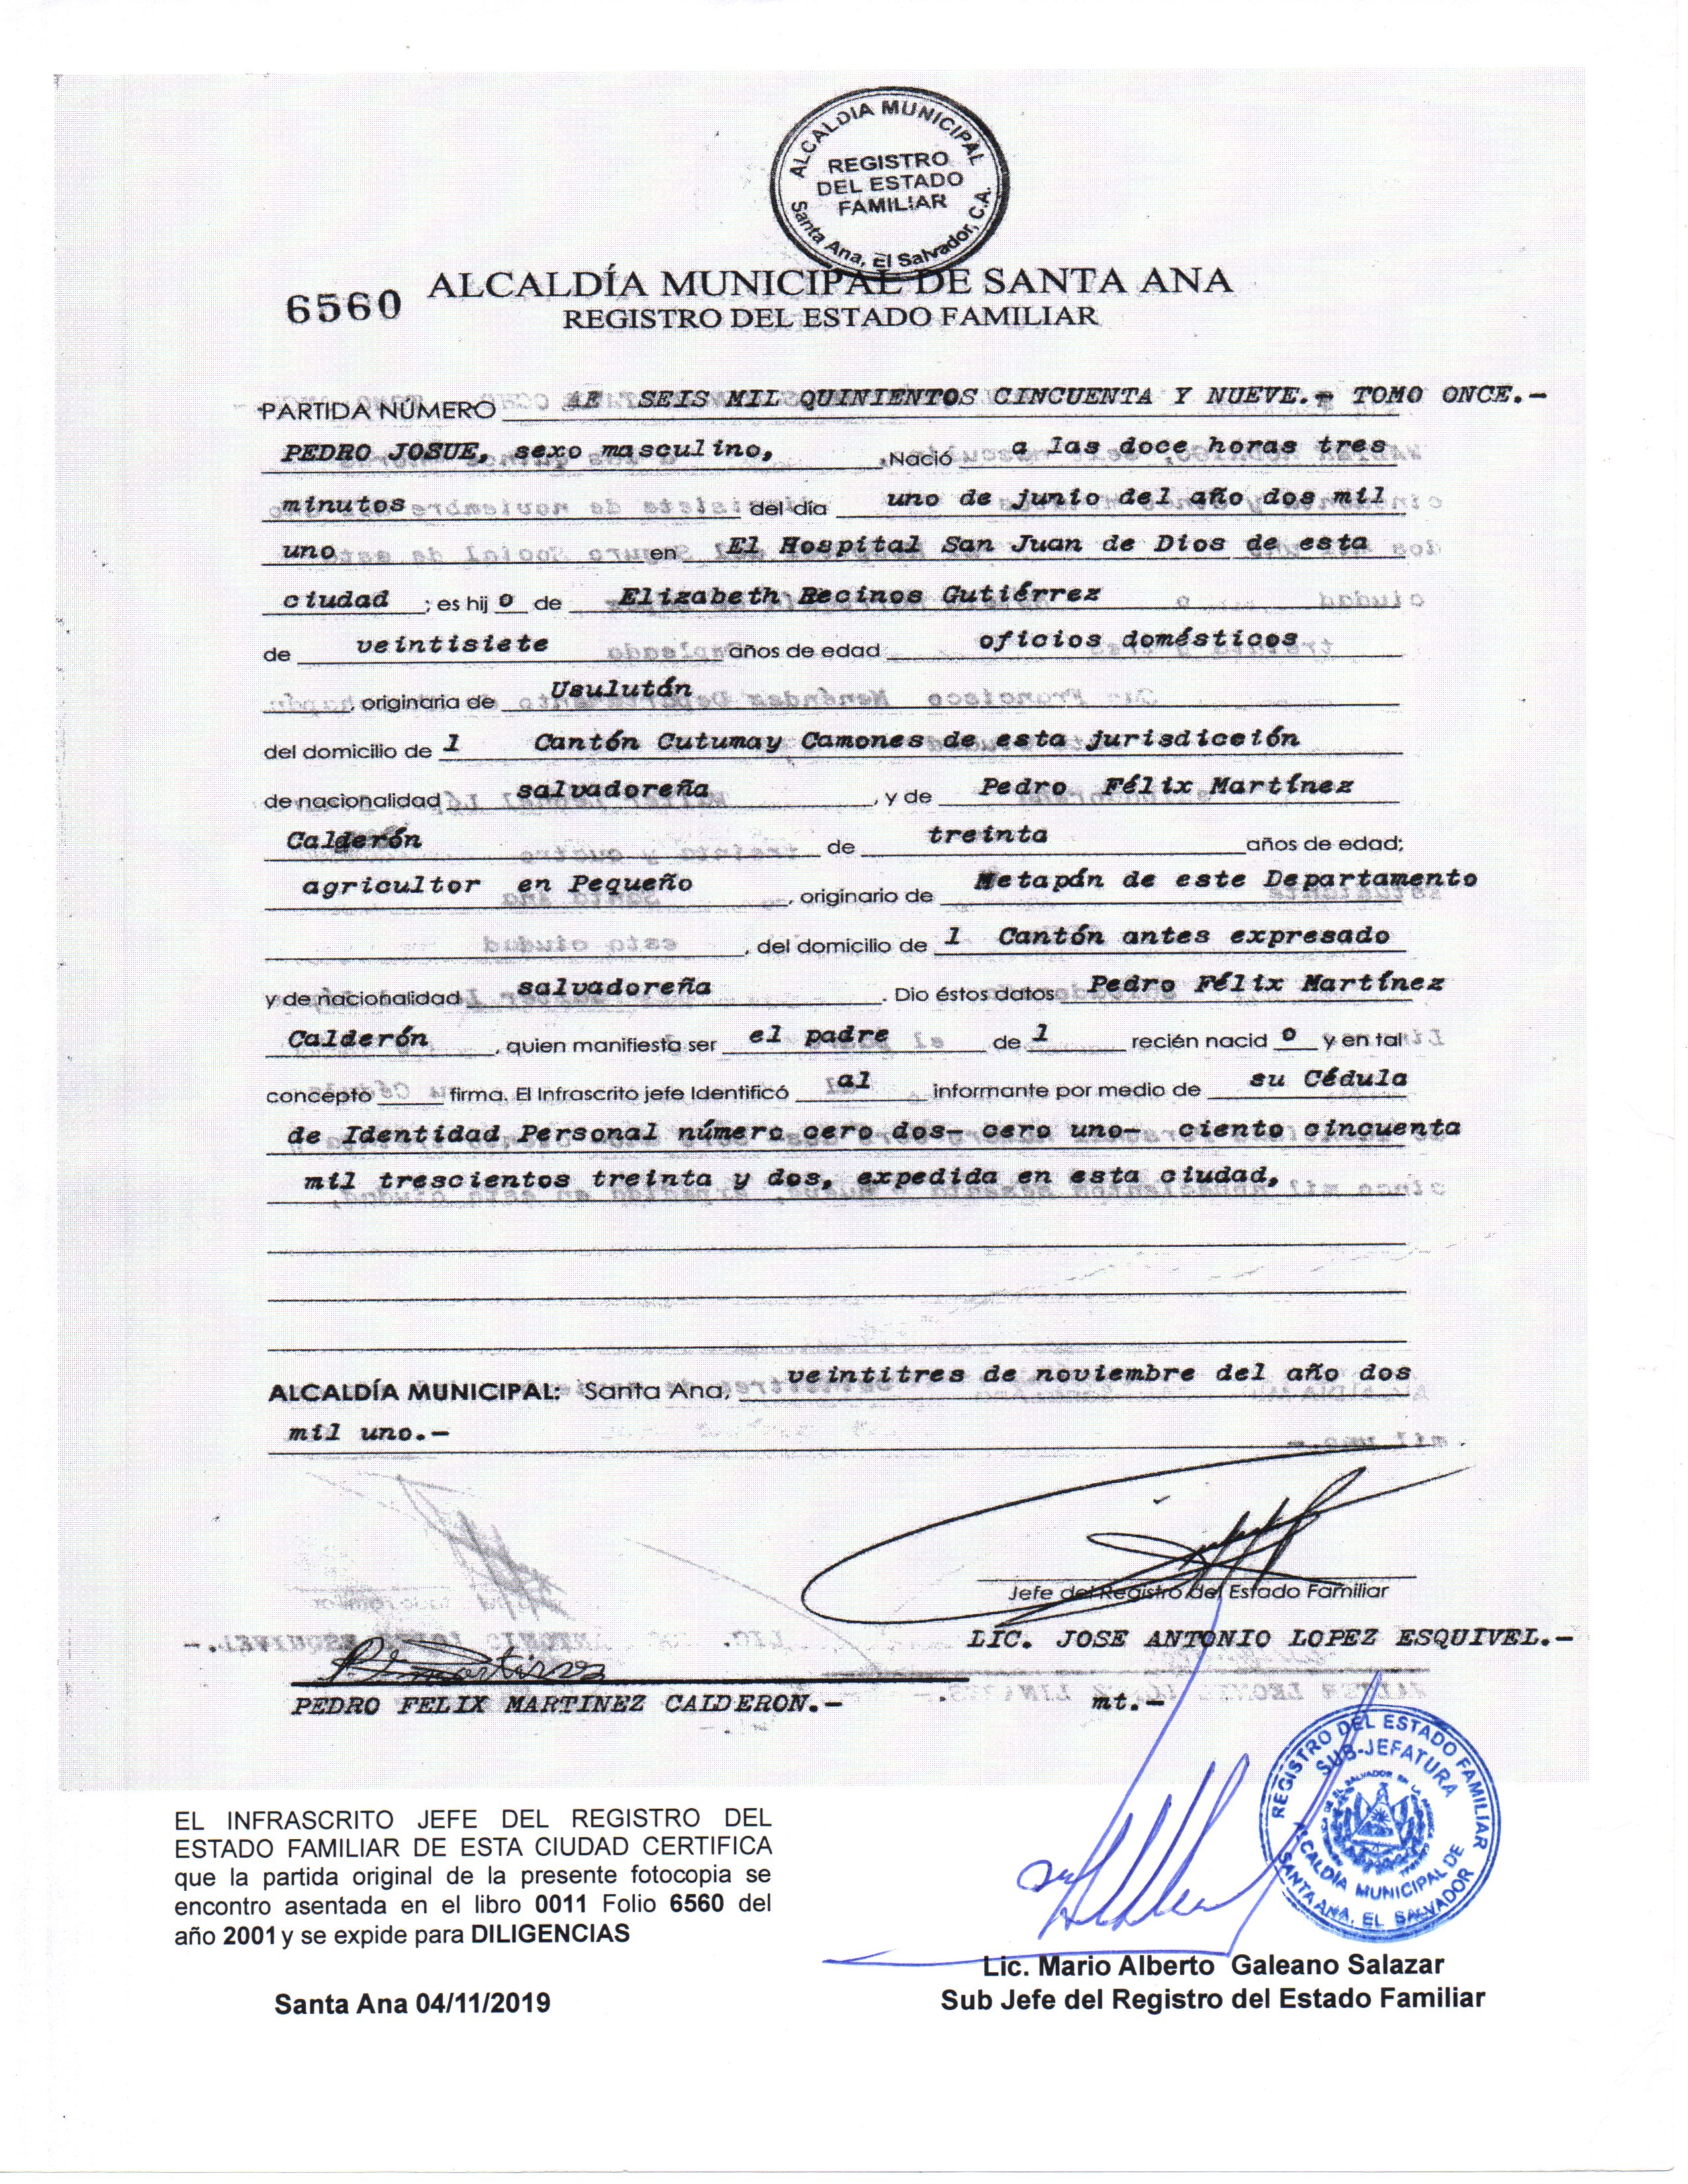 ALCALDIA MUNICIPAL
REGISTRO
DEL ESTADO
FAMILIAR
Santa Ana, El Salvador, C.A.
6560 ALCALDÍA MUNICIPAL DE SANTA ANA
REGISTRO DEL ESTADO FAMILIAR
PARTIDA NÚMERO SEIS MIL QUINIENTOS CINCUENTA Y NUEVE.- TOMO ONCE.-
PEDRO JOSUE, sexo masculino, Nació a las doce horas tres
minutos del día uno de junio del año dos mil
uno en El Hospital San Juan de Dios de esta
ciudad ; es hij o de Elizabeth Recinos Gutiérrez
de veintisiete años de edad oficios domésticos
, originaria de Usulután
del domicilio de l Cantón Cutumay Camones de esta jurisdicción
de nacionalidad salvadoreña , y de Pedro Félix Martínez
Calderón de treinta años de edad;
agricultor en Pequeño , originario de Metapán de este Departamento
, del domicilio de l Cantón antes expresado
y de nacionalidad salvadoreña . Dio éstos datos Pedro Félix Martínez
Calderón , quien manifiesta ser el padre de l recién nacid o y en tal
concepto firma. El Infrascrito jefe Identificó al informante por medio de su Cédula
de Identidad Personal número cero dos- cero uno- ciento cincuenta
mil trescientos treinta y dos, expedida en esta ciudad,
ALCALDÍA MUNICIPAL: Santa Ana, veintitres de noviembre del año dos
mil uno.-
Jefe del Registro del Estado Familiar
LIC. JOSE ANTONIO LOPEZ ESQUIVEL.-
PEDRO FELIX MARTINEZ CALDERON.- mt.-
REGISTRO DEL ESTADO FAMILIAR
SUB-JEFATURA
ALCALDÍA MUNICIPAL DE
SANTA ANA, EL SALVADOR
EL INFRASCRITO JEFE DEL REGISTRO DEL
ESTADO FAMILIAR DE ESTA CIUDAD CERTIFICA
que la partida original de la presente fotocopia se
encontro asentada en el libro 0011 Folio 6560 del
año 2001 y se expide para DILIGENCIAS
Santa Ana 04/11/2019
Lic. Mario Alberto Galeano Salazar
Sub Jefe del Registro del Estado Familiar